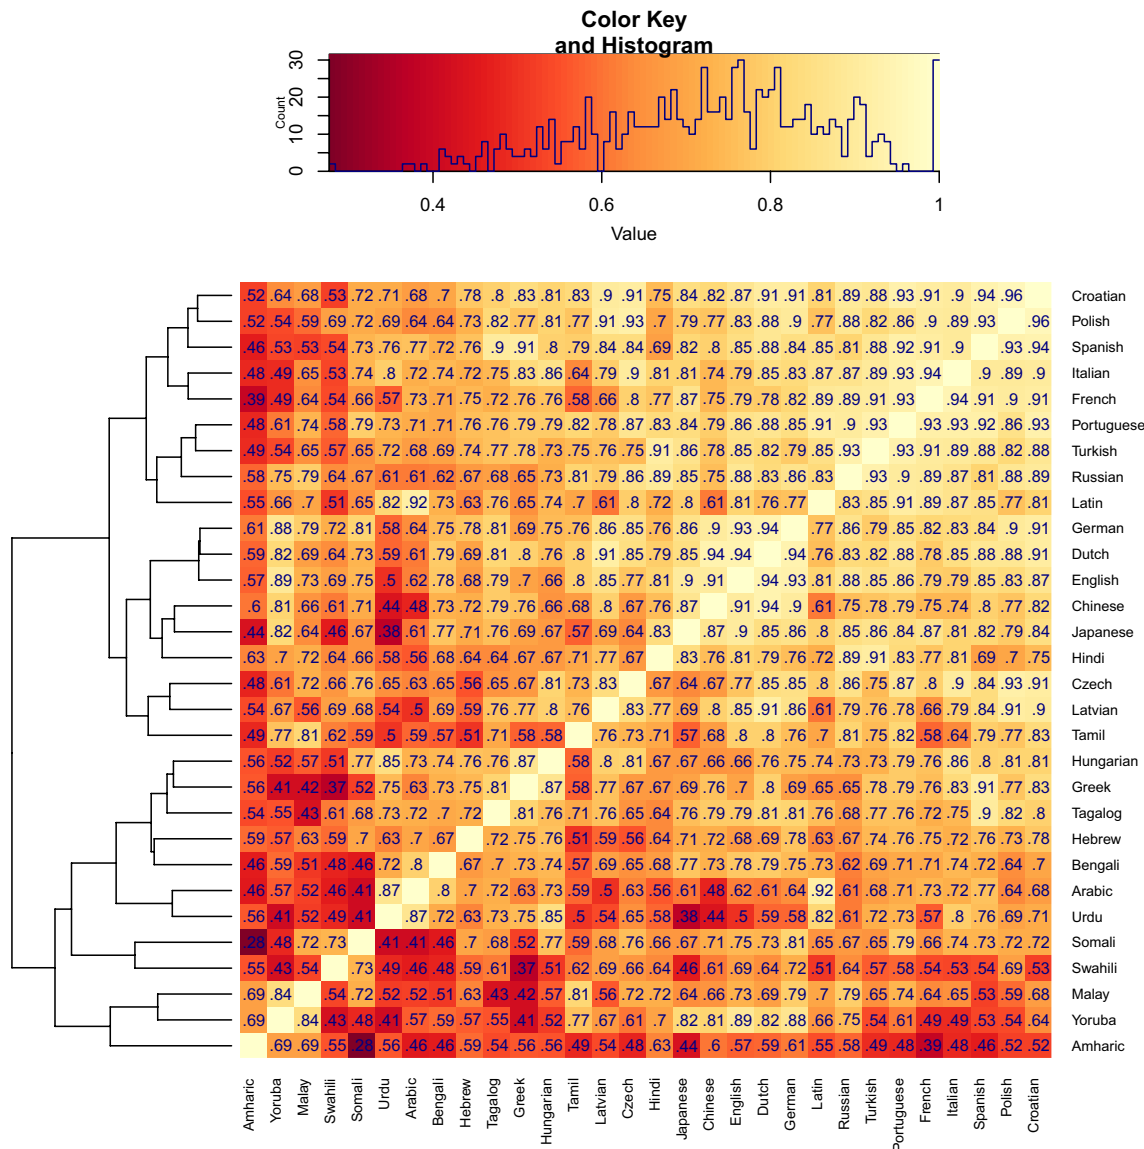 Color Key
and Histogram
Count
0 10 20 30
0.4 0.6 0.8 1
Value
.52 .64 .68 .53 .72 .71 .68 .7 .78 .8 .83 .81 .83 .9 .91 .75 .84 .82 .87 .91 .91 .81 .89 .88 .93 .91 .9 .94 .96 Croatian
.52 .54 .59 .69 .72 .69 .64 .64 .73 .82 .77 .81 .77 .91 .93 .7 .79 .77 .83 .88 .9 .77 .88 .82 .86 .9 .89 .93 .96 Polish
.46 .53 .53 .54 .73 .76 .77 .72 .76 .9 .91 .8 .79 .84 .84 .69 .82 .8 .85 .88 .84 .85 .81 .88 .92 .91 .9 .93 .94 Spanish
.48 .49 .65 .53 .74 .8 .72 .74 .72 .75 .83 .86 .64 .79 .9 .81 .81 .74 .79 .85 .83 .87 .87 .89 .93 .94 .9 .89 .9 Italian
.39 .49 .64 .54 .66 .57 .73 .71 .75 .72 .76 .76 .58 .66 .8 .77 .87 .75 .79 .78 .82 .89 .89 .91 .93 .94 .91 .9 .91 French
.48 .61 .74 .58 .79 .73 .71 .71 .76 .76 .79 .79 .82 .78 .87 .83 .84 .79 .86 .88 .85 .91 .9 .93 .93 .93 .92 .86 .93 Portuguese
.49 .54 .65 .57 .65 .72 .68 .69 .74 .77 .78 .73 .75 .76 .75 .91 .86 .78 .85 .82 .79 .85 .93 .93 .91 .89 .88 .82 .88 Turkish
.58 .75 .79 .64 .67 .61 .61 .62 .67 .68 .65 .73 .81 .79 .86 .89 .85 .75 .88 .83 .86 .83 .93 .9 .89 .87 .81 .88 .89 Russian
.55 .66 .7 .51 .65 .82 .92 .73 .63 .76 .65 .74 .7 .61 .8 .72 .8 .61 .81 .76 .77 .83 .85 .91 .89 .87 .85 .77 .81 Latin
.61 .88 .79 .72 .81 .58 .64 .75 .78 .81 .69 .75 .76 .86 .85 .76 .86 .9 .93 .94 .77 .86 .79 .85 .82 .83 .84 .9 .91 German
.59 .82 .69 .64 .73 .59 .61 .79 .69 .81 .8 .76 .8 .91 .85 .79 .85 .94 .94 .94 .76 .83 .82 .88 .78 .85 .88 .88 .91 Dutch
.57 .89 .73 .69 .75 .5 .62 .78 .68 .79 .7 .66 .8 .85 .77 .81 .9 .91 .94 .93 .81 .88 .85 .86 .79 .79 .85 .83 .87 English
.6 .81 .66 .61 .71 .44 .48 .73 .72 .79 .76 .66 .68 .8 .67 .76 .87 .91 .94 .9 .61 .75 .78 .79 .75 .74 .8 .77 .82 Chinese
.44 .82 .64 .46 .67 .38 .61 .77 .71 .76 .69 .67 .57 .69 .64 .83 .87 .9 .85 .86 .8 .85 .86 .84 .87 .81 .82 .79 .84 Japanese
.63 .7 .72 .64 .66 .58 .56 .68 .64 .64 .67 .67 .71 .77 .67 .83 .76 .81 .79 .76 .72 .89 .91 .83 .77 .81 .69 .7 .75 Hindi
.48 .61 .72 .66 .76 .65 .63 .65 .56 .65 .67 .81 .73 .83 .67 .64 .67 .77 .85 .85 .8 .86 .75 .87 .8 .9 .84 .93 .91 Czech
.54 .67 .56 .69 .68 .54 .5 .69 .59 .76 .77 .8 .76 .83 .77 .69 .8 .85 .91 .86 .61 .79 .76 .78 .66 .79 .84 .91 .9 Latvian
.49 .77 .81 .62 .59 .5 .59 .57 .51 .71 .58 .58 .76 .73 .71 .57 .68 .8 .8 .76 .7 .81 .75 .82 .58 .64 .79 .77 .83 Tamil
.56 .52 .57 .51 .77 .85 .73 .74 .76 .76 .87 .58 .8 .81 .67 .67 .66 .66 .76 .75 .74 .73 .73 .79 .76 .86 .8 .81 .81 Hungarian
.56 .41 .42 .37 .52 .75 .63 .73 .75 .81 .87 .58 .77 .67 .67 .69 .76 .7 .8 .69 .65 .65 .78 .79 .76 .83 .91 .77 .83 Greek
.54 .55 .43 .61 .68 .73 .72 .7 .72 .81 .76 .71 .76 .65 .64 .76 .79 .79 .81 .81 .76 .68 .77 .76 .72 .75 .9 .82 .8 Tagalog
.59 .57 .63 .59 .7 .63 .7 .67 .72 .75 .76 .51 .59 .56 .64 .71 .72 .68 .69 .78 .63 .67 .74 .76 .75 .72 .76 .73 .78 Hebrew
.46 .59 .51 .48 .46 .72 .8 .67 .7 .73 .74 .57 .69 .65 .68 .77 .73 .78 .79 .75 .73 .62 .69 .71 .71 .74 .72 .64 .7 Bengali
.46 .57 .52 .46 .41 .87 .8 .7 .72 .63 .73 .59 .5 .63 .56 .61 .48 .62 .61 .64 .92 .61 .68 .71 .73 .72 .77 .64 .68 Arabic
.56 .41 .52 .49 .41 .87 .72 .63 .73 .75 .85 .5 .54 .65 .58 .38 .44 .5 .59 .58 .82 .61 .72 .73 .57 .8 .76 .69 .71 Urdu
.28 .48 .72 .73 .41 .41 .46 .7 .68 .52 .77 .59 .68 .76 .66 .67 .71 .75 .73 .81 .65 .67 .65 .79 .66 .74 .73 .72 .72 Somali
.55 .43 .54 .73 .49 .46 .48 .59 .61 .37 .51 .62 .69 .66 .64 .46 .61 .69 .64 .72 .51 .64 .57 .58 .54 .53 .54 .69 .53 Swahili
.69 .84 .54 .72 .52 .52 .51 .63 .43 .42 .57 .81 .56 .72 .72 .64 .66 .73 .69 .79 .7 .79 .65 .74 .64 .65 .53 .59 .68 Malay
.69 .84 .43 .48 .41 .57 .59 .57 .55 .41 .52 .77 .67 .61 .7 .82 .81 .89 .82 .88 .66 .75 .54 .61 .49 .49 .53 .54 .64 Yoruba
.69 .69 .55 .28 .56 .46 .46 .59 .54 .56 .56 .49 .54 .48 .63 .44 .6 .57 .59 .61 .55 .58 .49 .48 .39 .48 .46 .52 .52 Amharic
Amharic Yoruba Malay Swahili Somali Urdu Arabic Bengali Hebrew Tagalog Greek Hungarian Tamil Latvian Czech Hindi Japanese Chinese English Dutch German Latin Russian Turkish Portuguese French Italian Spanish Polish Croatian